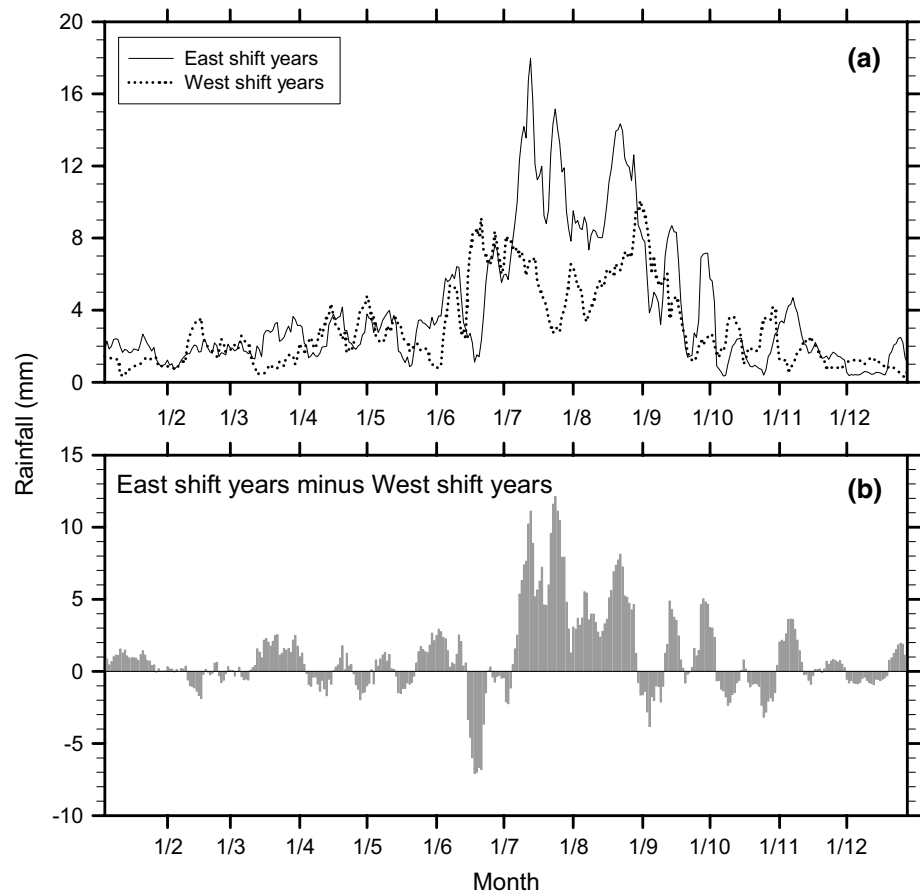 20
16
12
8
4
0
East shift years
West shift years
(a)
1/2 1/3 1/4 1/5 1/6 1/7 1/8 1/9 1/10 1/11 1/12
Rainfall (mm)
15
10
5
0
-5
-10
East shift years minus West shift years
(b)
1/2 1/3 1/4 1/5 1/6 1/7 1/8 1/9 1/10 1/11 1/12
Month